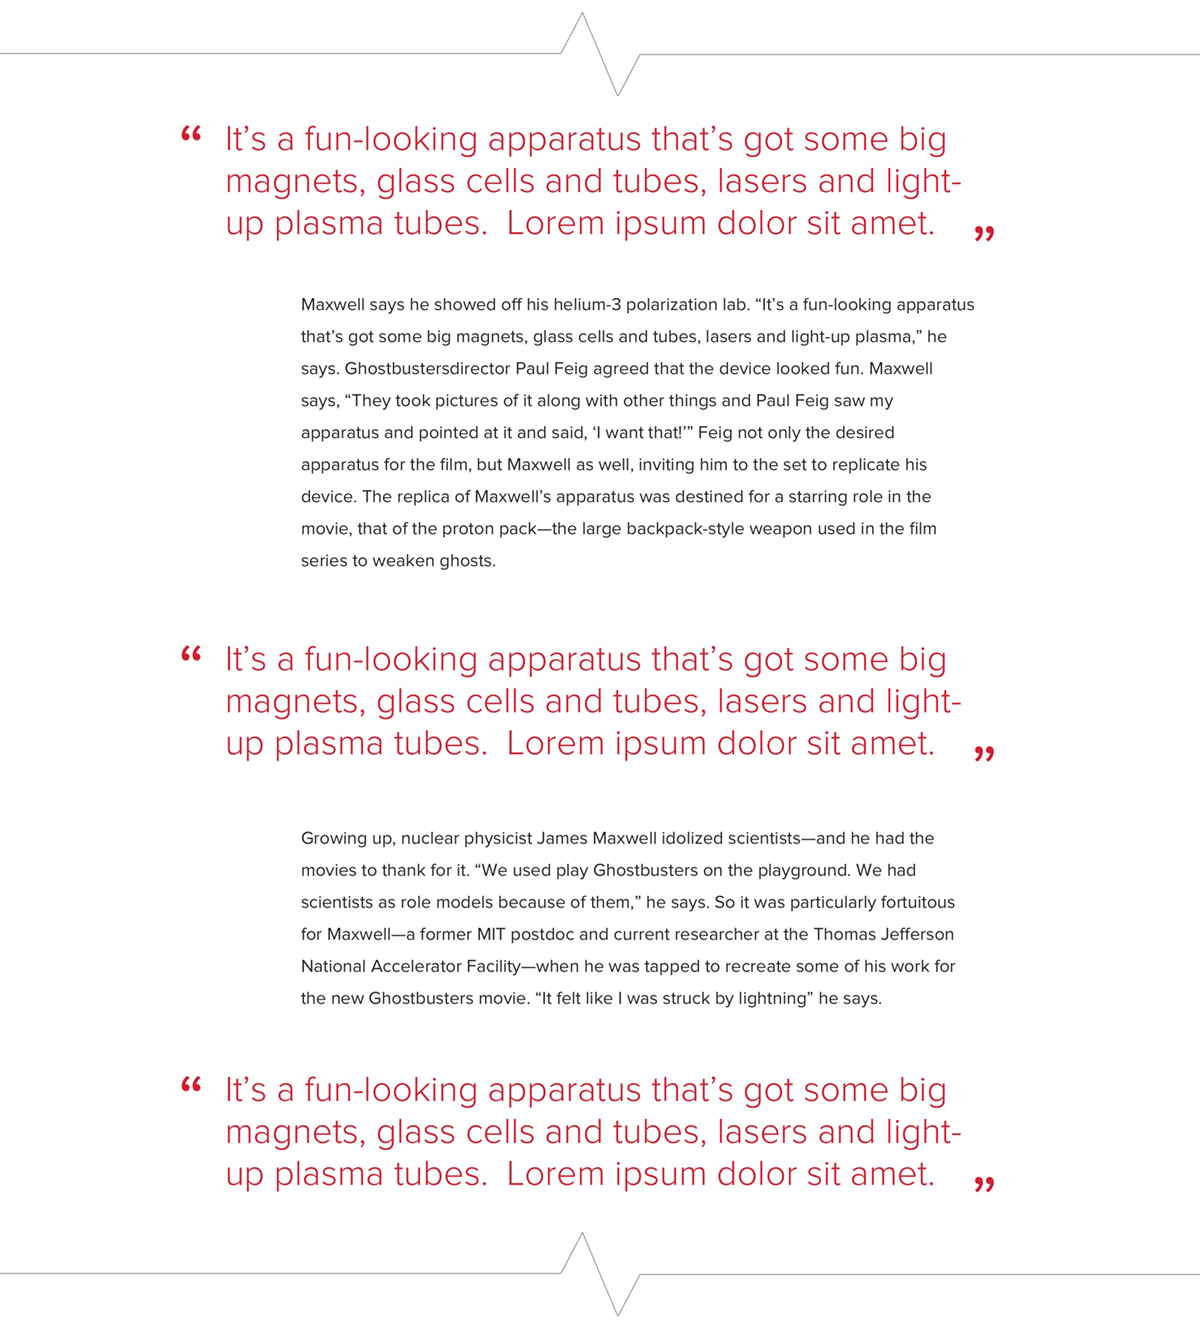 “ It’s a fun-looking apparatus that’s got some big
magnets, glass cells and tubes, lasers and light-
up plasma tubes.  Lorem ipsum dolor sit amet. ”
Maxwell says he showed off his helium-3 polarization lab. “It’s a fun-looking apparatus
that’s got some big magnets, glass cells and tubes, lasers and light-up plasma,” he
says. Ghostbustersdirector Paul Feig agreed that the device looked fun. Maxwell
says, “They took pictures of it along with other things and Paul Feig saw my
apparatus and pointed at it and said, ‘I want that!’” Feig not only the desired
apparatus for the film, but Maxwell as well, inviting him to the set to replicate his
device. The replica of Maxwell’s apparatus was destined for a starring role in the
movie, that of the proton pack—the large backpack-style weapon used in the film
series to weaken ghosts.
“ It’s a fun-looking apparatus that’s got some big
magnets, glass cells and tubes, lasers and light-
up plasma tubes.  Lorem ipsum dolor sit amet. ”
Growing up, nuclear physicist James Maxwell idolized scientists—and he had the
movies to thank for it. “We used play Ghostbusters on the playground. We had
scientists as role models because of them,” he says. So it was particularly fortuitous
for Maxwell—a former MIT postdoc and current researcher at the Thomas Jefferson
National Accelerator Facility—when he was tapped to recreate some of his work for
the new Ghostbusters movie. “It felt like I was struck by lightning” he says.
“ It’s a fun-looking apparatus that’s got some big
magnets, glass cells and tubes, lasers and light-
up plasma tubes.  Lorem ipsum dolor sit amet. ”